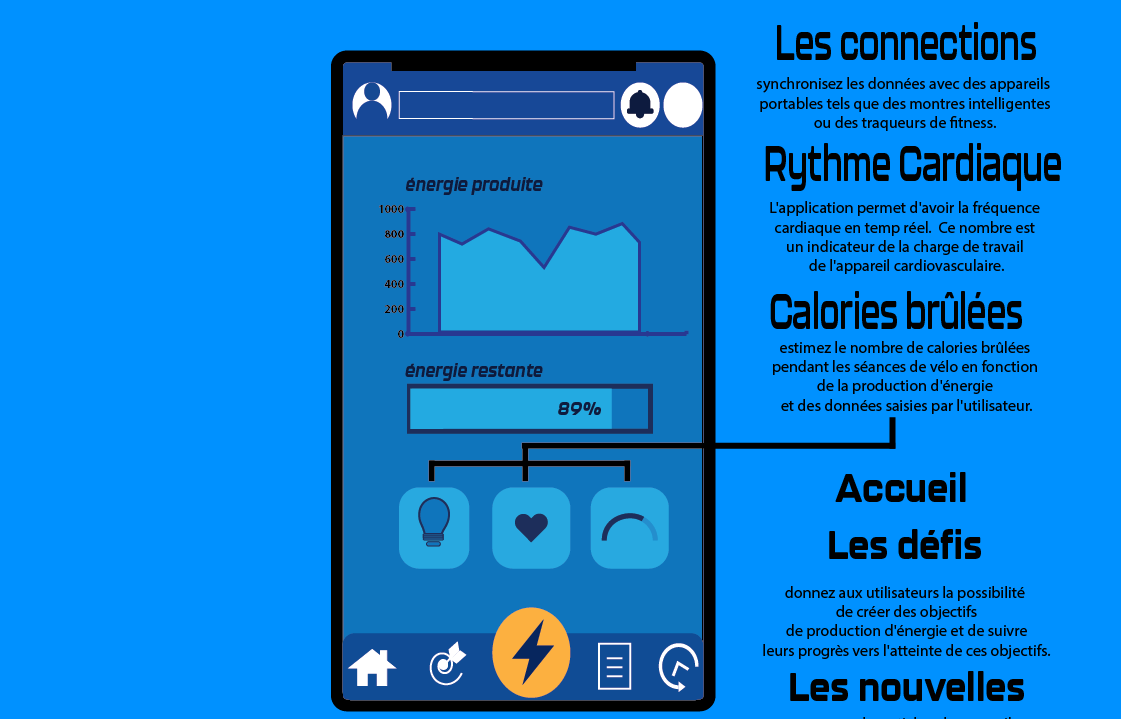 énergie produite
1000
800
600
400
200
0
énergie restante
89%
Les connections
synchronisez les données avec des appareils
portables tels que des montres intelligentes
ou des traqueurs de fitness.
Rythme Cardiaque
L'application permet d'avoir la fréquence
cardiaque en temp réel. Ce nombre est
un indicateur de la charge de travail
de l'appareil cardiovasculaire.
Calories brûlées
estimez le nombre de calories brûlées
pendant les séances de vélo en fonction
de la production d'énergie
et des données saisies par l'utilisateur.
Accueil
Les défis
donnez aux utilisateurs la possibilité
de créer des objectifs
de production d'énergie et de suivre
leurs progrès vers l'atteinte de ces objectifs.
Les nouvelles